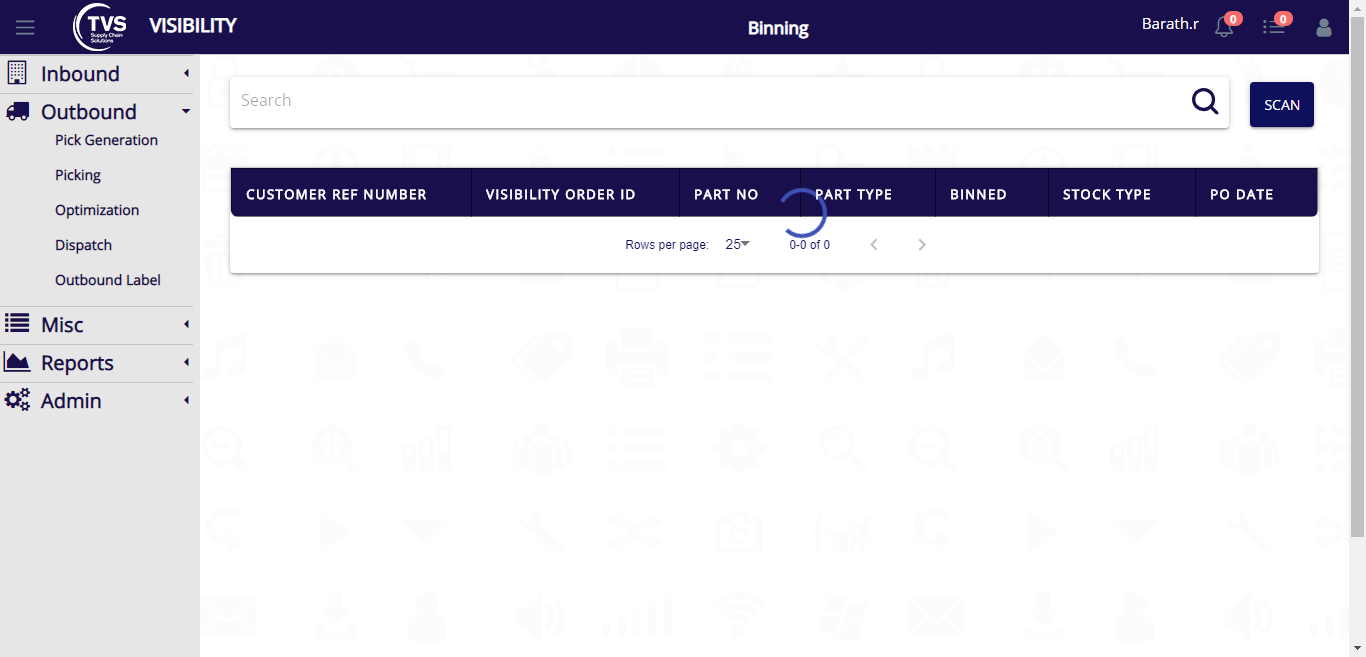 TVS
Supply Chain
Solutions
VISIBILITY
Binning
Barath.r
0
0
Inbound
Outbound
Pick Generation
Picking
Optimization
Dispatch
Outbound Label
Misc
Reports
Admin
Search
SCAN
CUSTOMER REF NUMBER VISIBILITY ORDER ID PART NO PART TYPE BINNED STOCK TYPE PO DATE
Rows per page: 25 0-0 of 0